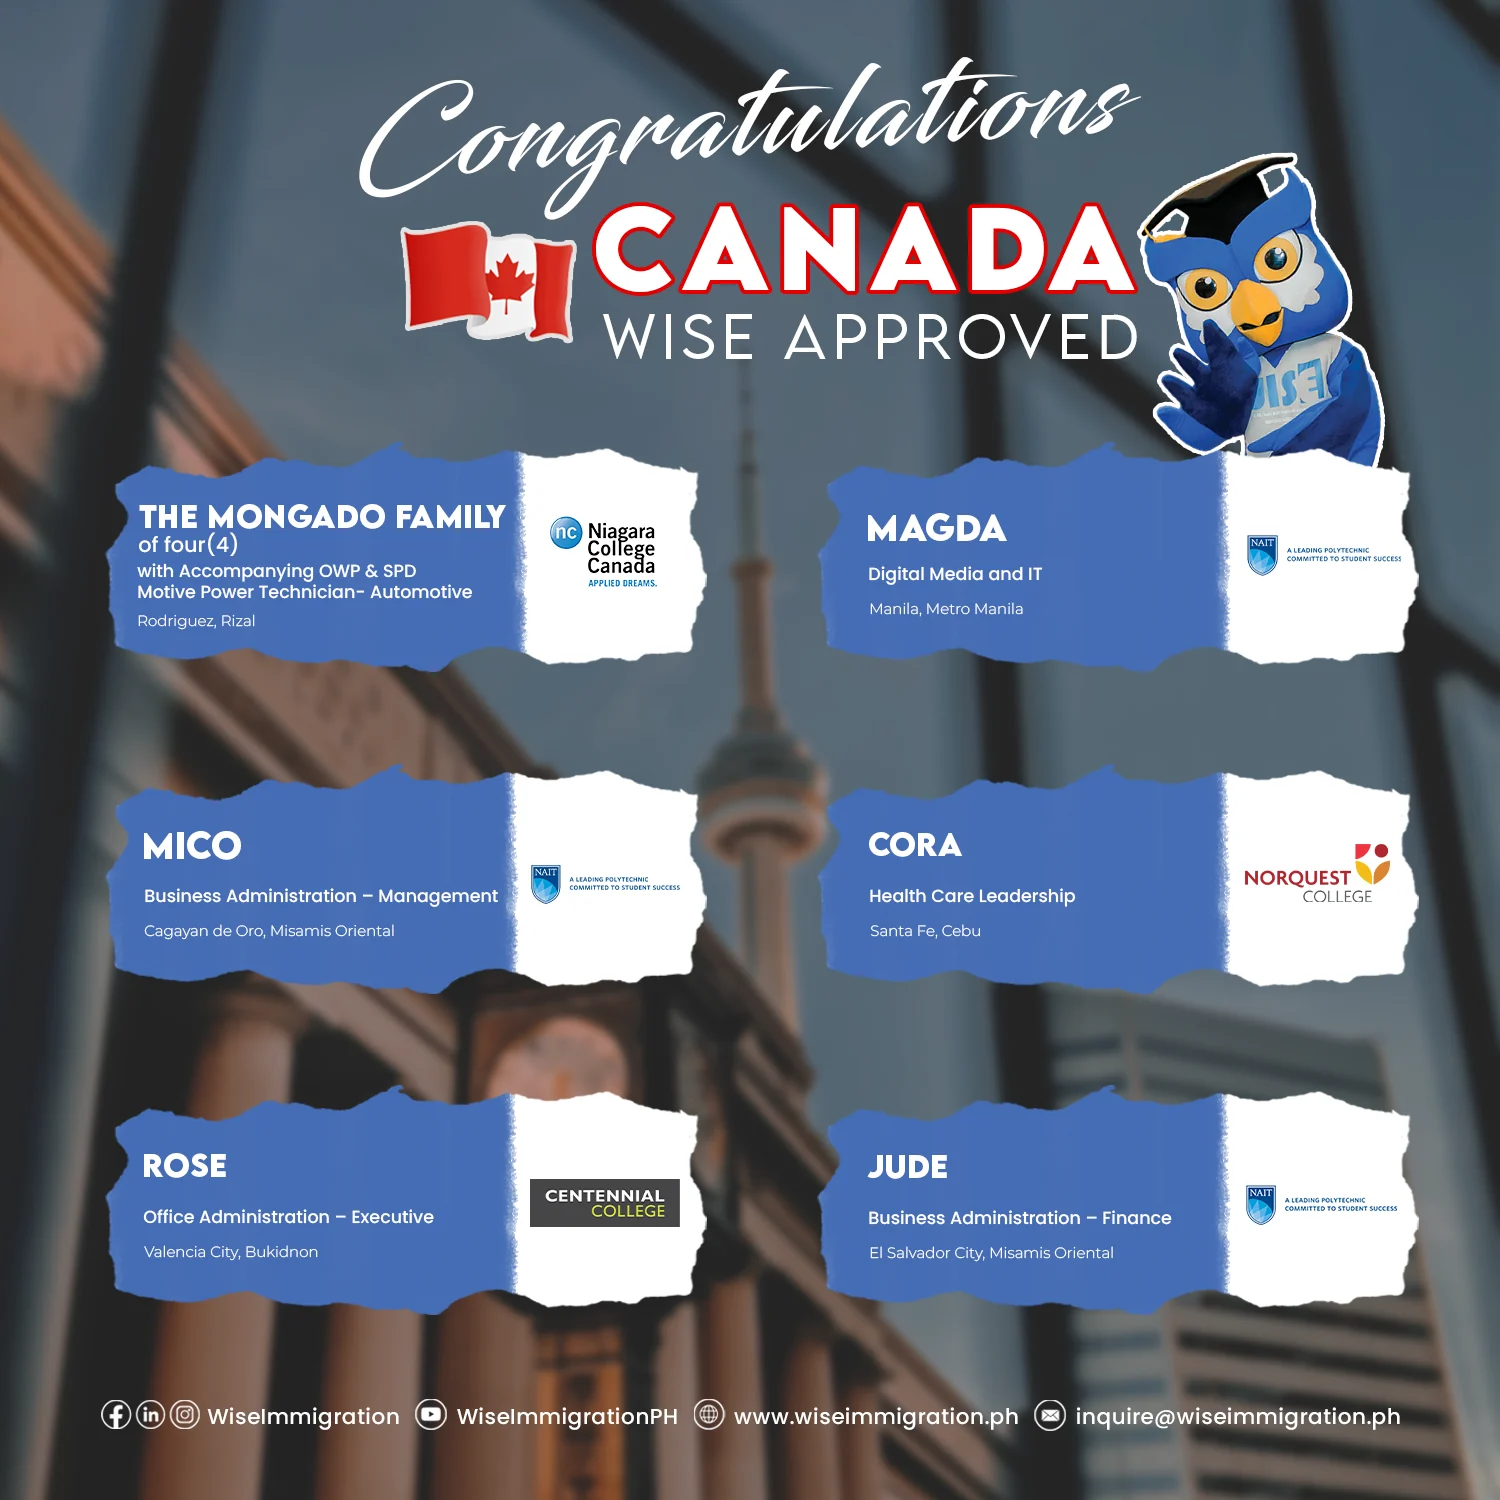 Congratulations
CANADA
WISE APPROVED
WISE
THE MONGADO FAMILY
of four(4)
with Accompanying OWP & SPD
Motive Power Technician- Automotive
Rodriguez, Rizal
nc
Niagara
College
Canada
APPLIED DREAMS.
MAGDA
Digital Media and IT
Manila, Metro Manila
NAIT
A LEADING POLYTECHNIC
COMMITTED TO STUDENT SUCCESS
MICO
Business Administration – Management
Cagayan de Oro, Misamis Oriental
NAIT
A LEADING POLYTECHNIC
COMMITTED TO STUDENT SUCCESS
CORA
Health Care Leadership
Santa Fe, Cebu
NORQUEST
COLLEGE
ROSE
Office Administration – Executive
Valencia City, Bukidnon
CENTENNIAL
COLLEGE
JUDE
Business Administration – Finance
El Salvador City, Misamis Oriental
NAIT
A LEADING POLYTECHNIC
COMMITTED TO STUDENT SUCCESS
WiseImmigration WiseImmigrationPH www.wiseimmigration.ph inquire@wiseimmigration.ph